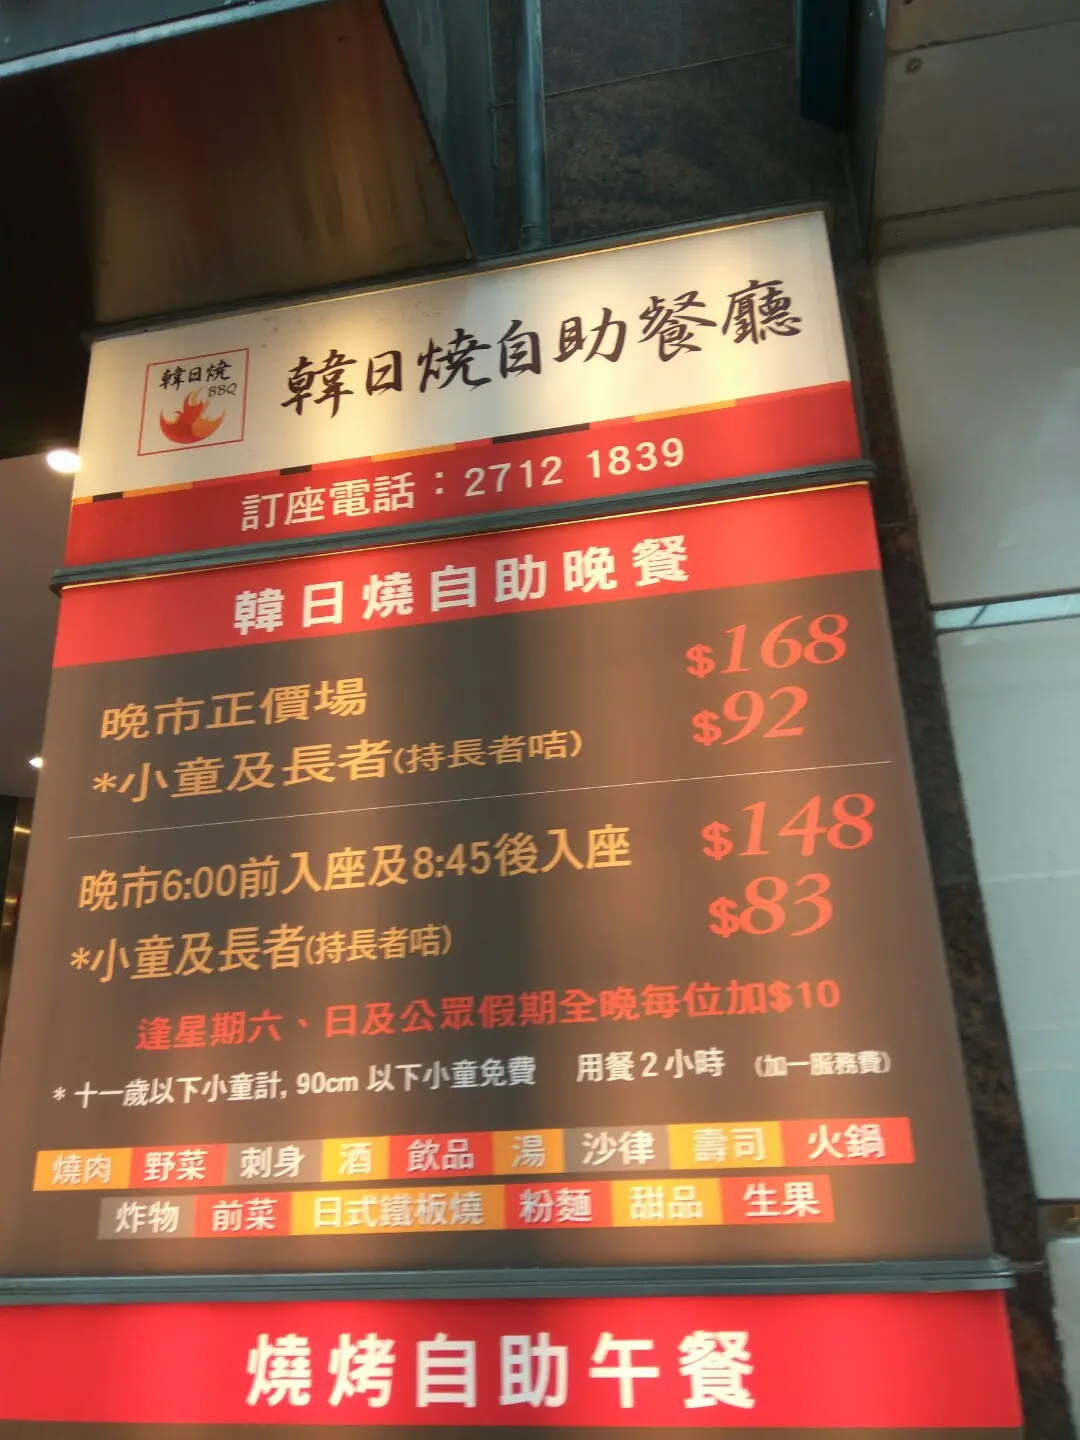 韓日燒
BBQ
韓日燒自助餐廳
訂座電話：2712 1839
韓日燒自助晚餐
晚市正價場 $168
*小童及長者(持長者咭) $92
晚市6:00前入座及8:45後入座 $148
*小童及長者(持長者咭) $83
逢星期六、日及公眾假期全晚每位加$10
* 十一歲以下小童計, 90cm 以下小童免費 用餐 2 小時 (加一服務費)
燒肉 野菜 刺身 酒 飲品 湯 沙律 壽司 火鍋
炸物 前菜 日式鐵板燒 粉麵 甜品 生果
燒烤自助午餐